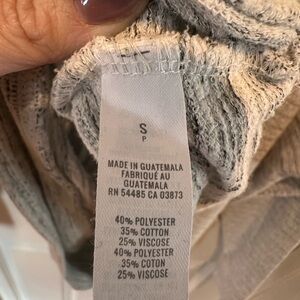 S
P
MADE IN GUATEMALA
FABRIQUÉ AU
GUATEMALA
RN 54485 CA 03873
40% POLYESTER
35% COTTON
25% VISCOSE
40% POLYESTER
35% COTON
25% VISCOSE